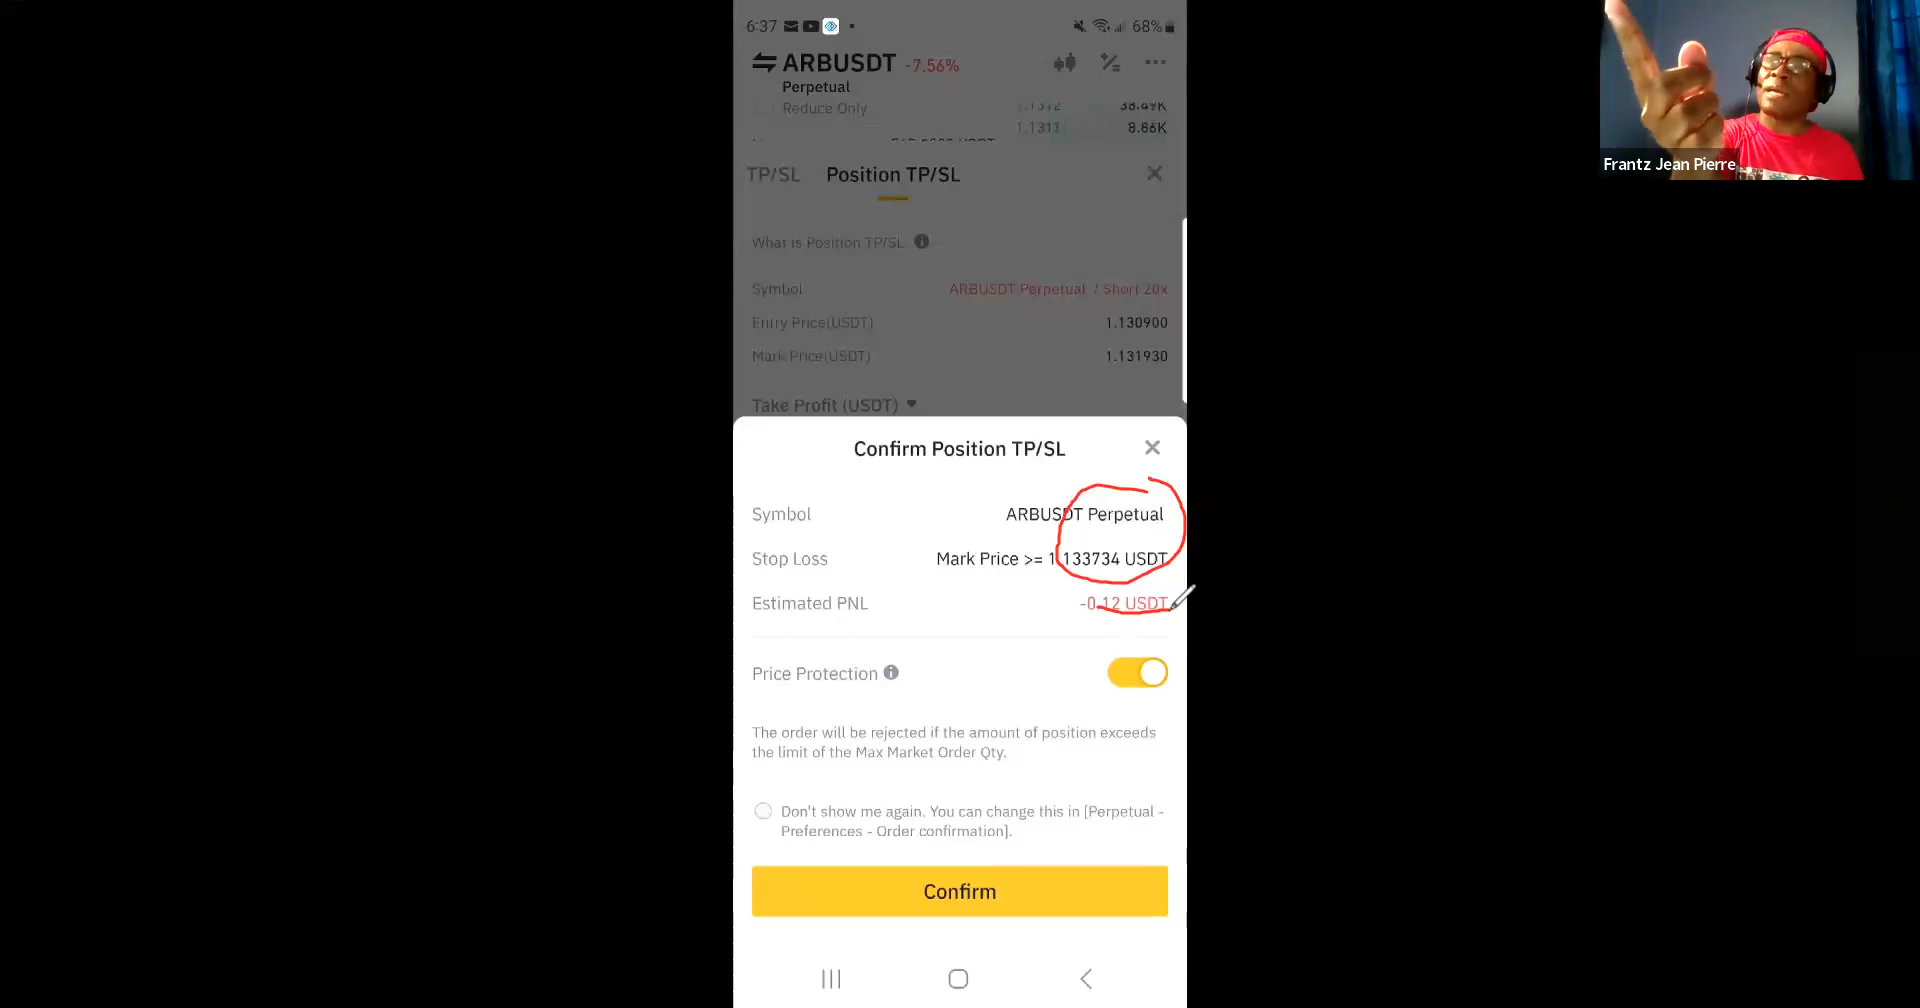 6:37 68%
ARBUSDT -7.56%
Perpetual
Reduce Only 1.1312 38.49K
1.1313 8.86K
TP/SL Position TP/SL
What is Position TP/SL
Symbol ARBUSDT Perpetual / Short 20x
Entry Price(USDT) 1.130900
Mark Price(USDT) 1.131930
Take Profit (USDT)
Confirm Position TP/SL
Symbol ARBUSDT Perpetual
Stop Loss Mark Price >= 1.133734 USDT
Estimated PNL -0.12 USDT
Price Protection
The order will be rejected if the amount of position exceeds
the limit of the Max Market Order Qty.
Don't show me again. You can change this in [Perpetual -
Preferences - Order confirmation].
Confirm
Frantz Jean Pierre